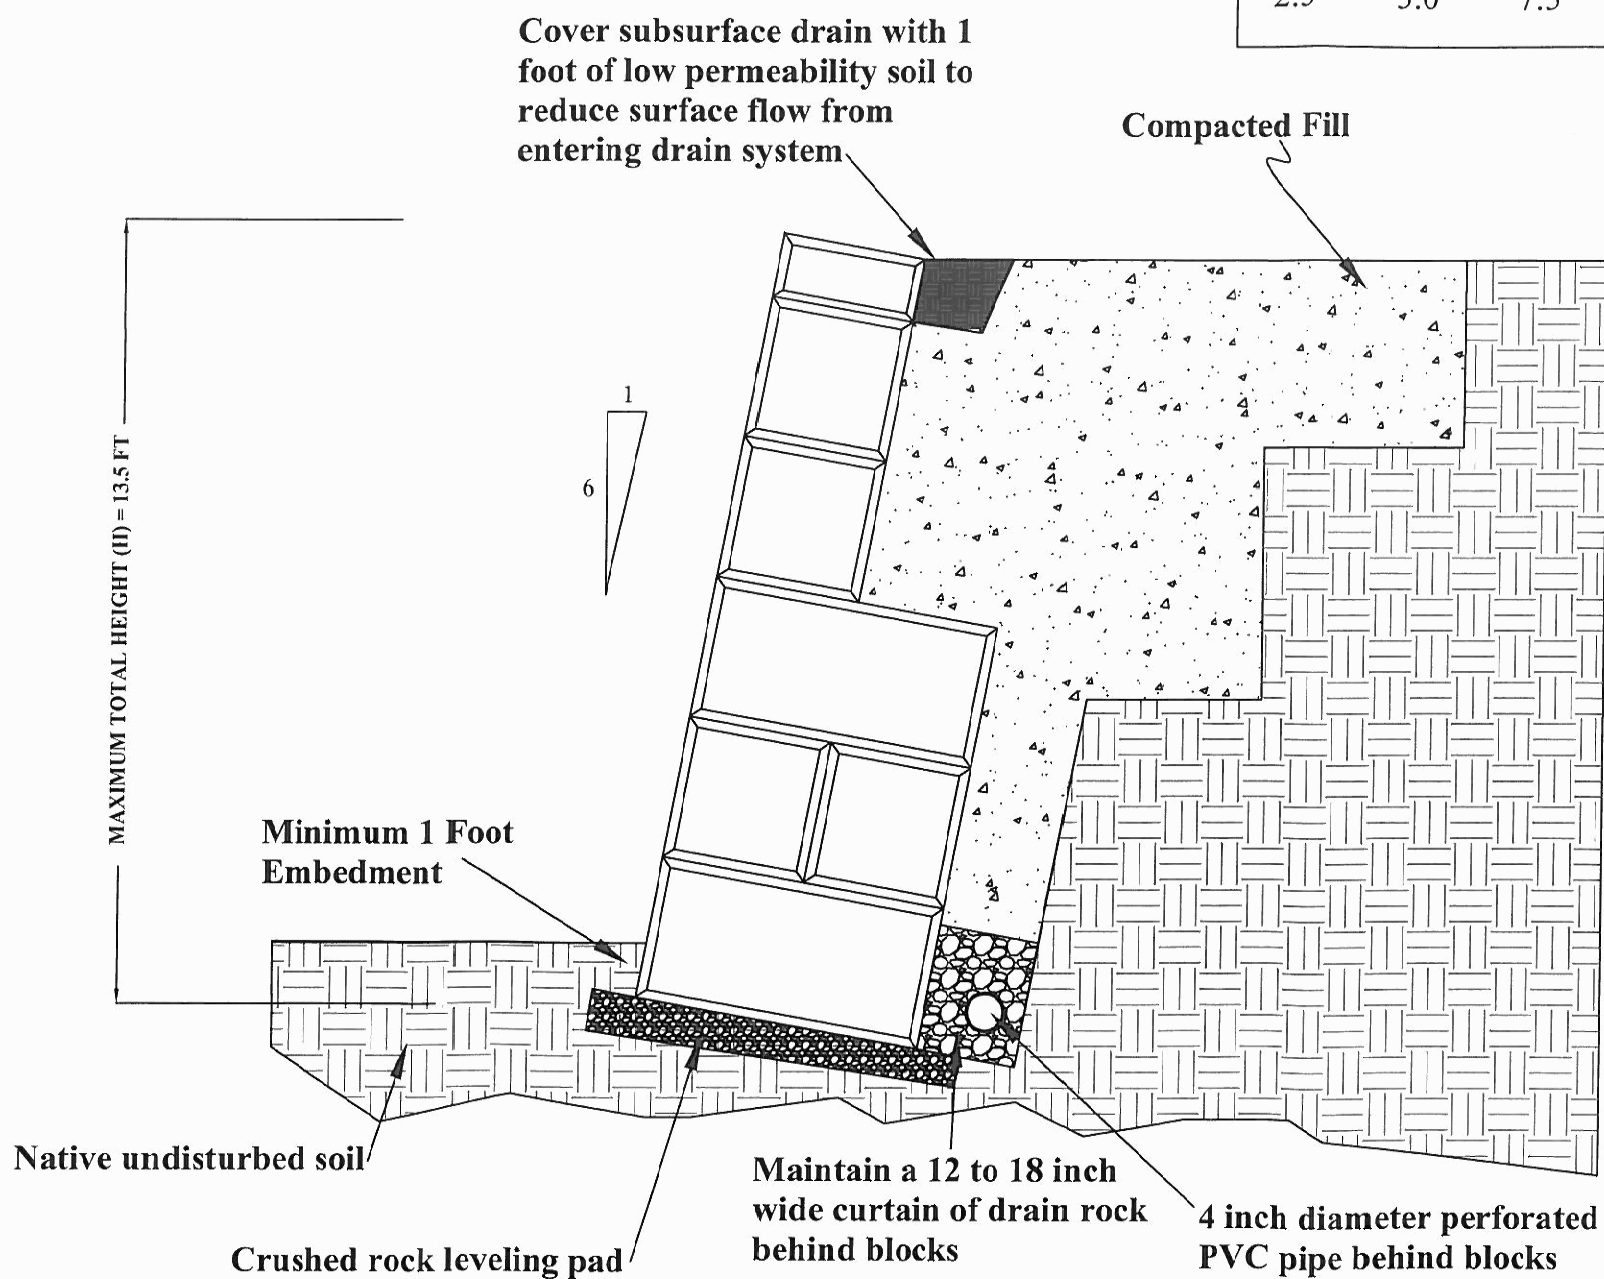 Cover subsurface drain with 1
foot of low permeability soil to
reduce surface flow from
entering drain system
Compacted Fill
1
6
MAXIMUM TOTAL HEIGHT (H) = 13.5 FT
Minimum 1 Foot
Embedment
Native undisturbed soil
Crushed rock leveling pad
Maintain a 12 to 18 inch
wide curtain of drain rock
behind blocks
4 inch diameter perforated
PVC pipe behind blocks